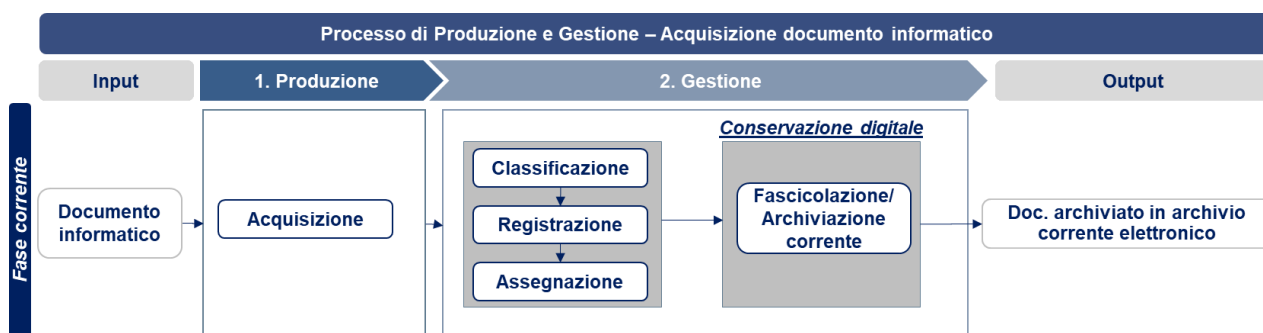 Processo di Produzione e Gestione – Acquisizione documento informatico
Input
1. Produzione
2. Gestione
Output
Fase corrente
Documento
informatico
Acquisizione
Classificazione
Registrazione
Assegnazione
Conservazione digitale
Fascicolazione/
Archiviazione
corrente
Doc. archiviato in archivio
corrente elettronico